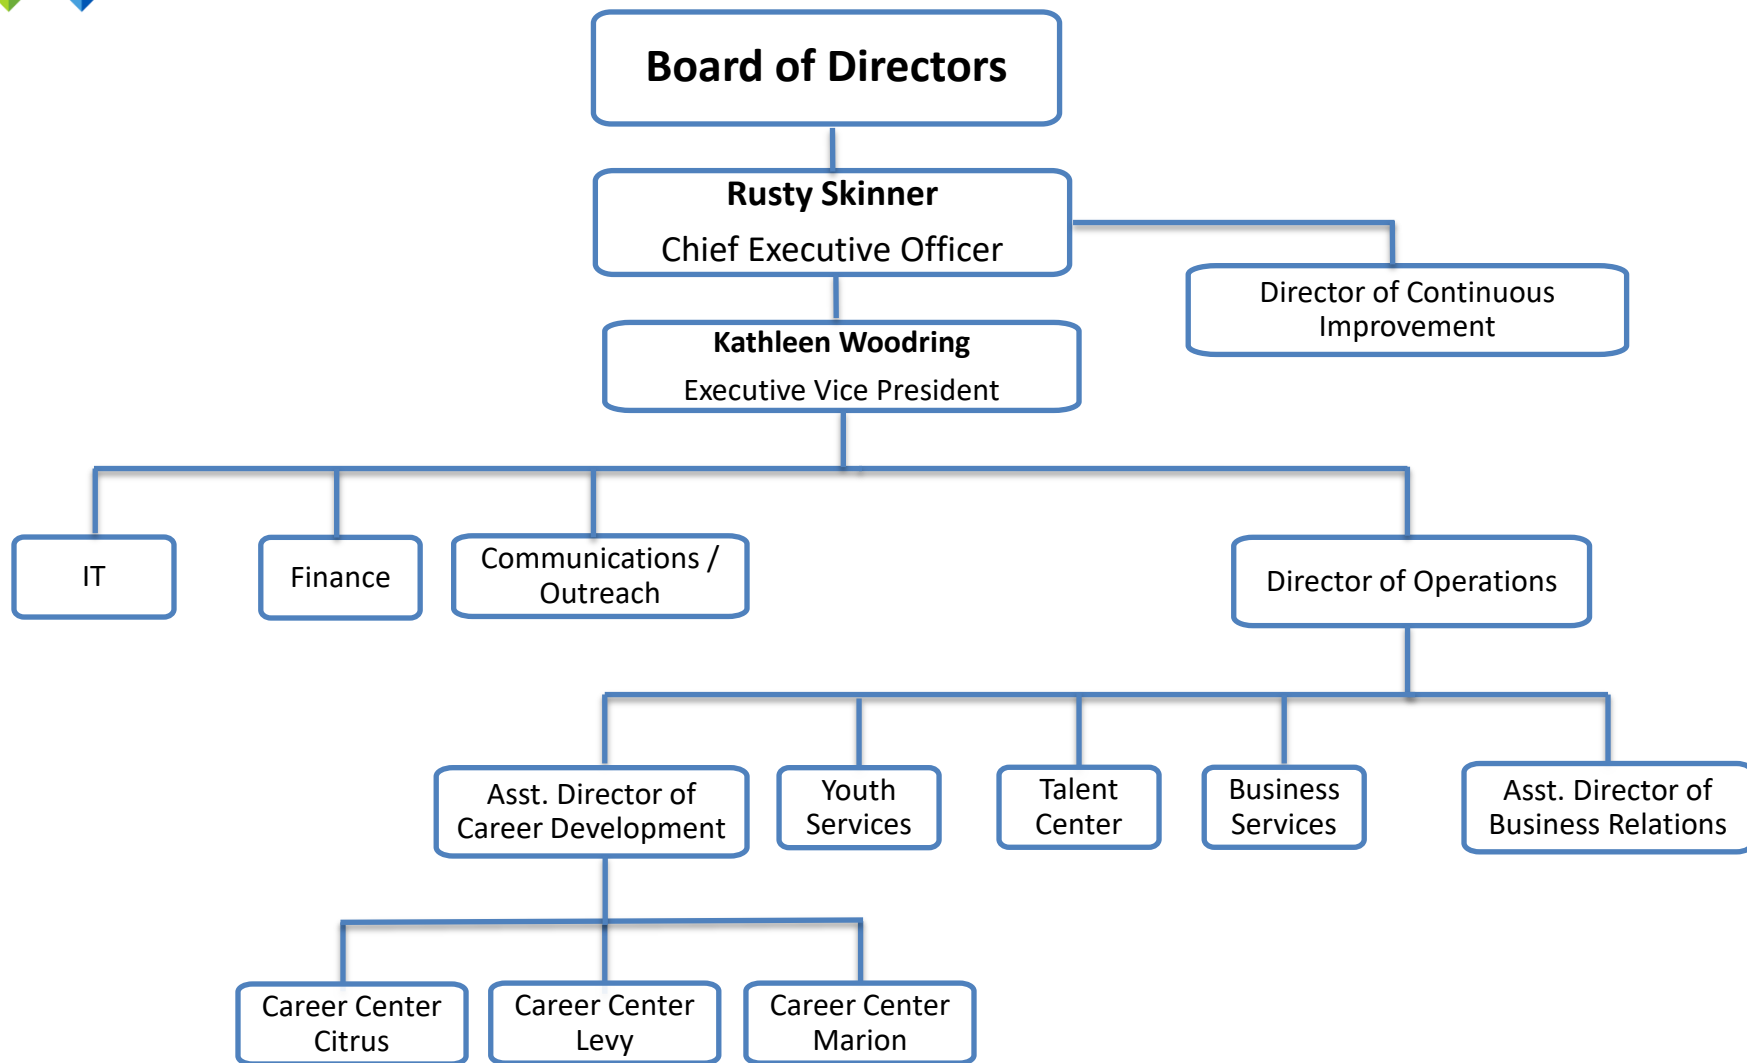 Board of Directors
Rusty Skinner
Chief Executive Officer
Director of Continuous
Improvement
Kathleen Woodring
Executive Vice President
IT
Finance
Communications /
Outreach
Director of Operations
Asst. Director of
Career Development
Youth
Services
Talent
Center
Business
Services
Asst. Director of
Business Relations
Career Center
Citrus
Career Center
Levy
Career Center
Marion